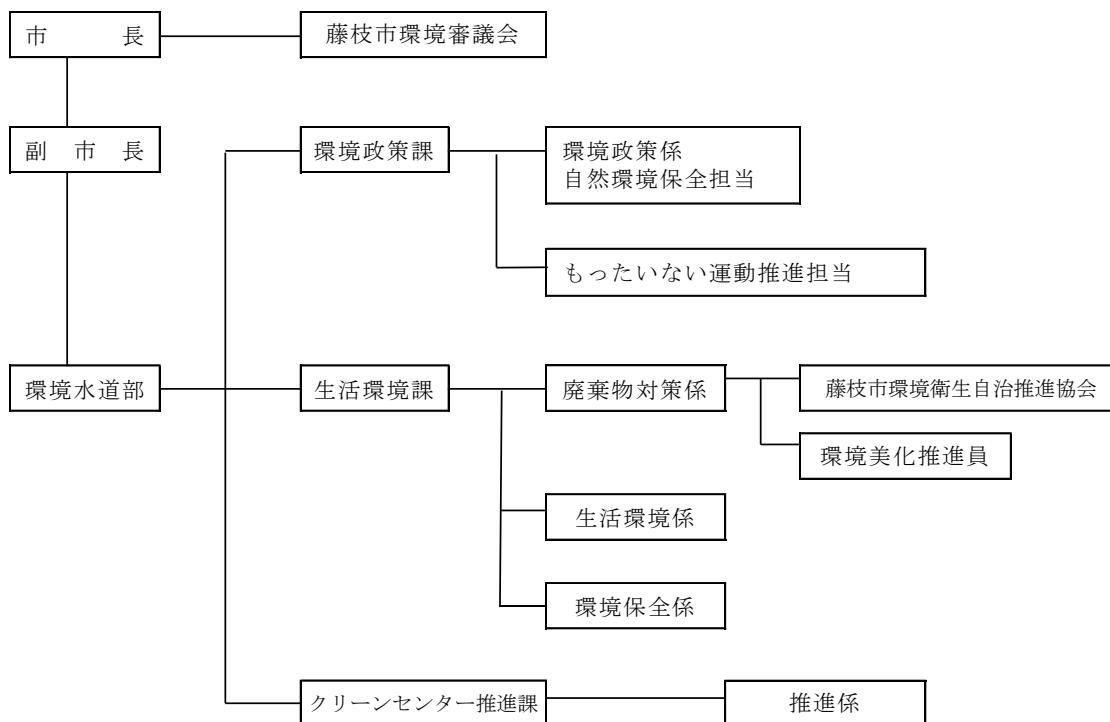 市　　　長
藤枝市環境審議会
副　市　長
環境政策課
環境政策係
自然環境保全担当
もったいない運動推進担当
環境水道部
生活環境課
廃棄物対策係
藤枝市環境衛生自治推進協会
環境美化推進員
生活環境係
環境保全係
クリーンセンター推進課
推進係